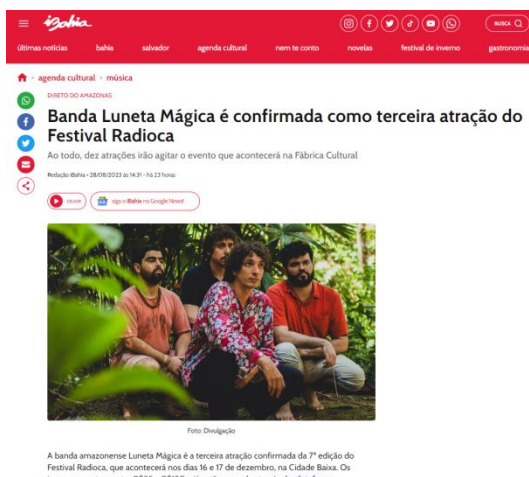 iBahia
BUSCA
últimas notícias bahia salvador agenda cultural nem te conto novelas festival de inverno gastronomia
agenda cultural música
DIRETO DO AMAZONAS
Banda Luneta Mágica é confirmada como terceira atração do
Festival Radioca
Ao todo, dez atrações irão agitar o evento que acontecerá na Fábrica Cultural
Redação iBahia • 28/08/2023 às 14:31 • há 23 horas
OUVIR siga o iBahia no Google News!
Foto: Divulgação
A banda amazonense Luneta Mágica é a terceira atração confirmada da 7ª edição do
Festival Radioca, que acontecerá nos dias 16 e 17 de dezembro, na Cidade Baixa. Os